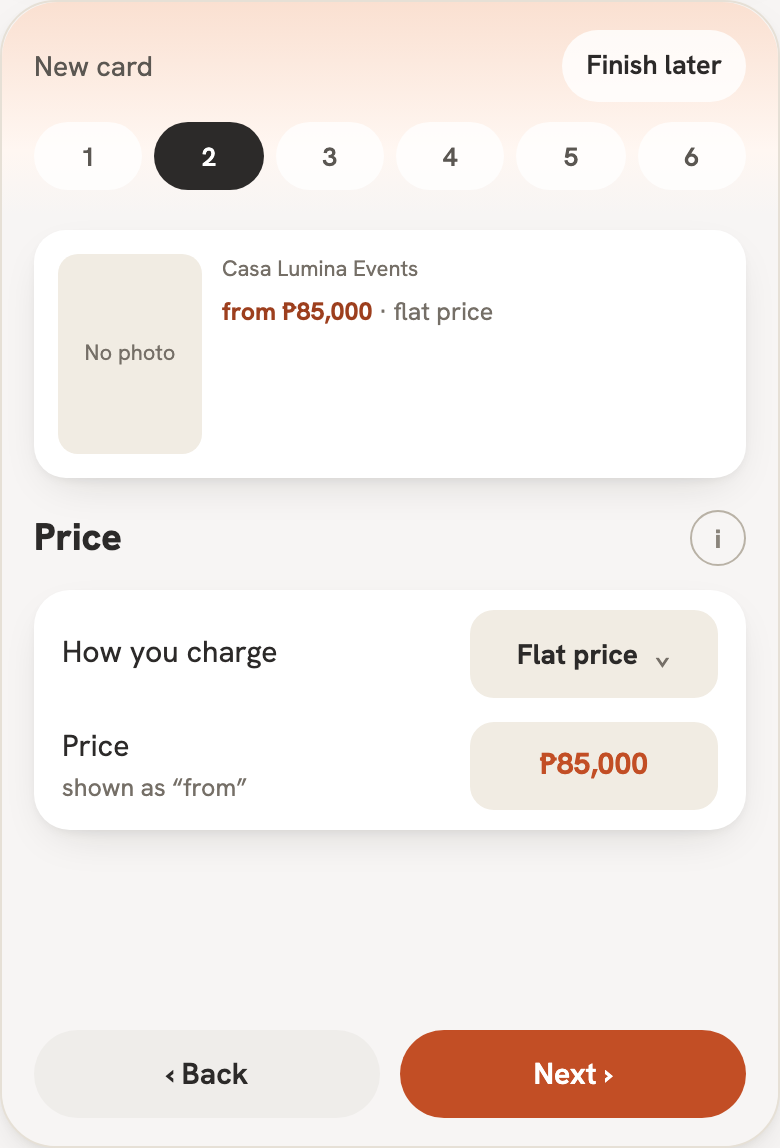 New card
Finish later
1 2 3 4 5 6
Casa Lumina Events
from ₱85,000 · flat price
No photo
Price
i
How you charge
Flat price
Price
shown as “from”
₱85,000
‹ Back
Next ›